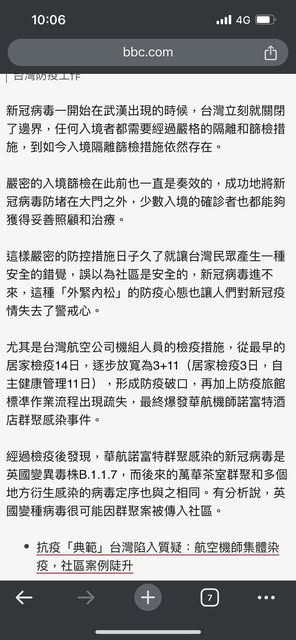 10:06
4G
bbc.com
台灣防疫工作
新冠病毒一開始在武漢出現的時候，台灣立刻就關閉
了邊界，任何入境者都需要經過嚴格的隔離和篩檢措
施，到如今入境隔離篩檢措施依然存在。
嚴密的入境篩檢在此前也一直是奏效的，成功地將新
冠病毒防堵在大門之外，少數入境的確診者也都能夠
獲得妥善照顧和治療。
這樣嚴密的防控措施日子久了就讓台灣民眾產生一種
安全的錯覺，誤以為社區是安全的，新冠病毒進不
來，這種「外緊內松」的防疫心態也讓人們對新冠疫
情失去了警戒心。
尤其是台灣航空公司機組人員的檢疫措施，從最早的
居家檢疫14日，逐步放寬為3+11（居家檢疫3日，自
主健康管理11日），形成防疫破口，再加上防疫旅館
標準作業流程出現疏失，最終爆發華航機師諾富特酒
店群聚感染事件。
經過檢疫後發現，華航諾富特群聚感染的新冠病毒是
英國變異毒株B.1.1.7，而後來的萬華茶室群聚和多個
地方衍生感染的病毒定序也與之相同。有分析說，英
國變種病毒很可能因群聚案被傳入社區。
• 抗疫「典範」台灣陷入質疑：航空機師集體染
疫，社區案例陡升
7